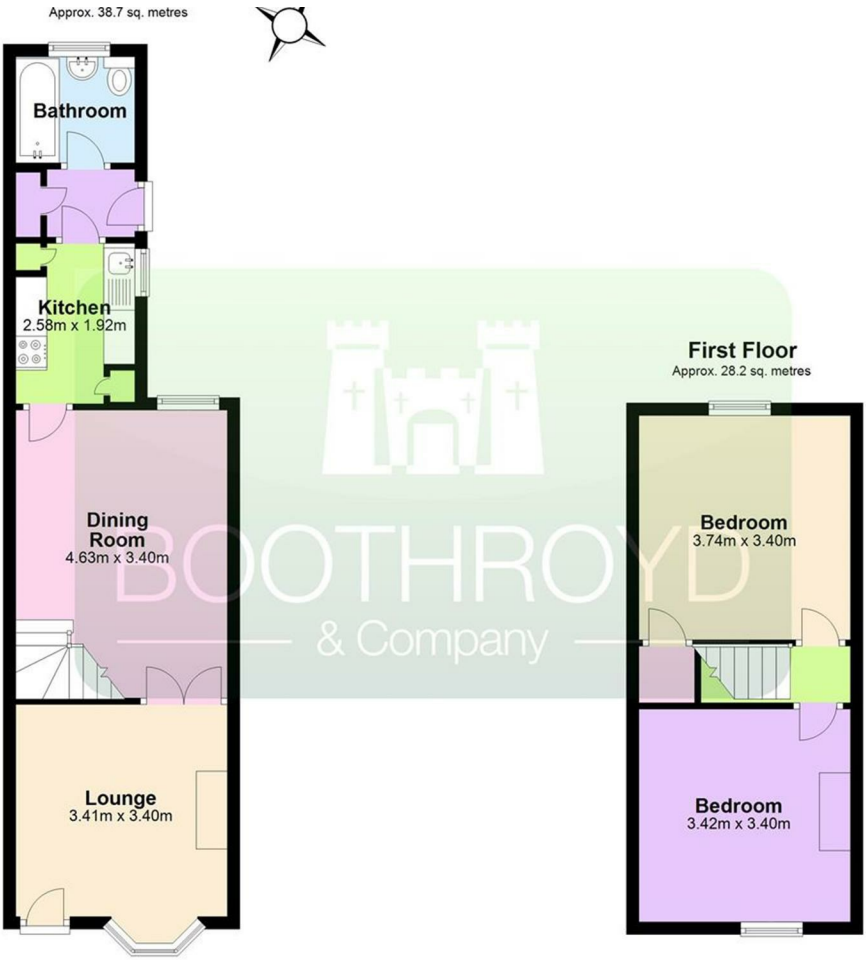 Approx. 38.7 sq. metres
Bathroom
Kitchen
2.58m x 1.92m
Dining
Room
4.63m x 3.40m
Lounge
3.41m x 3.40m
First Floor
Approx. 28.2 sq. metres
Bedroom
3.74m x 3.40m
Bedroom
3.42m x 3.40m
BOOTHROYD
& Company